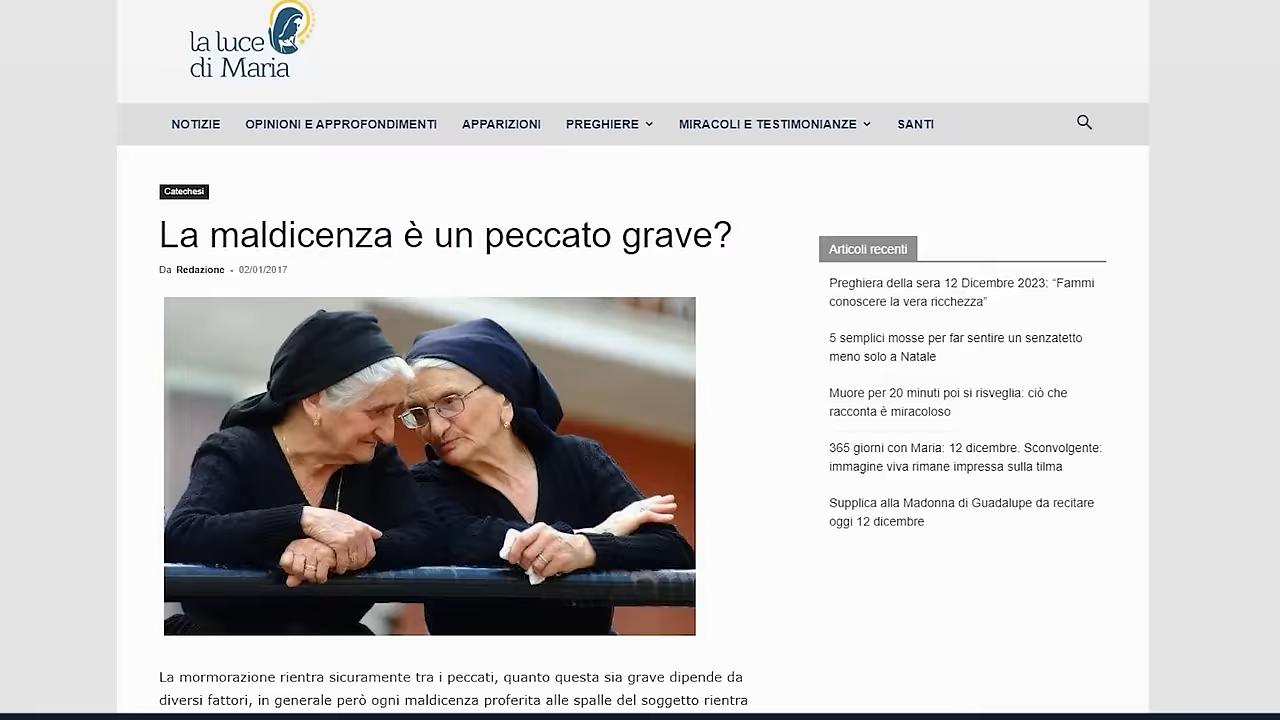 la luce
di Maria
NOTIZIE OPINIONI E APPROFONDIMENTI APPARIZIONI PREGHIERE MIRACOLI E TESTIMONIANZE SANTI
Catechesi
La maldicenza è un peccato grave?
Da Redazione - 02/01/2017
La mormorazione rientra sicuramente tra i peccati, quanto questa sia grave dipende da
diversi fattori, in generale però ogni maldicenza proferita alle spalle del soggetto rientra
Articoli recenti
Preghiera della sera 12 Dicembre 2023: “Fammi
conoscere la vera ricchezza”
5 semplici mosse per far sentire un senzatetto
meno solo a Natale
Muore per 20 minuti poi si risveglia: ciò che
racconta è miracoloso
365 giorni con Maria: 12 dicembre. Sconvolgente:
immagine viva rimane impressa sulla tilma
Supplica alla Madonna di Guadalupe da recitare
oggi 12 dicembre